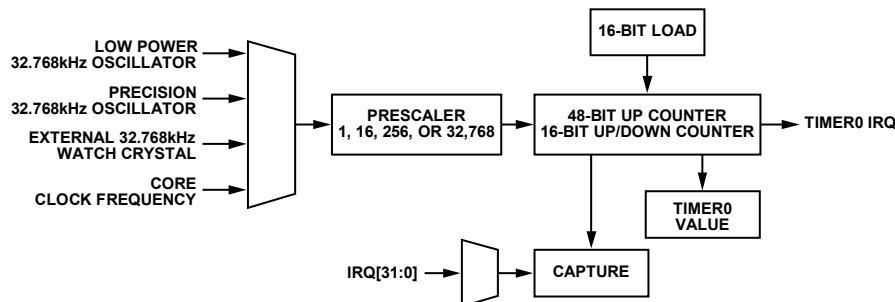 LOW POWER
32.768kHz OSCILLATOR
PRECISION
32.768kHz OSCILLATOR
EXTERNAL 32.768kHz
WATCH CRYSTAL
CORE
CLOCK FREQUENCY
PRESCALER
1, 16, 256, OR 32,768
16-BIT LOAD
48-BIT UP COUNTER
16-BIT UP/DOWN COUNTER
TIMER0 IRQ
TIMER0
VALUE
IRQ[31:0]
CAPTURE